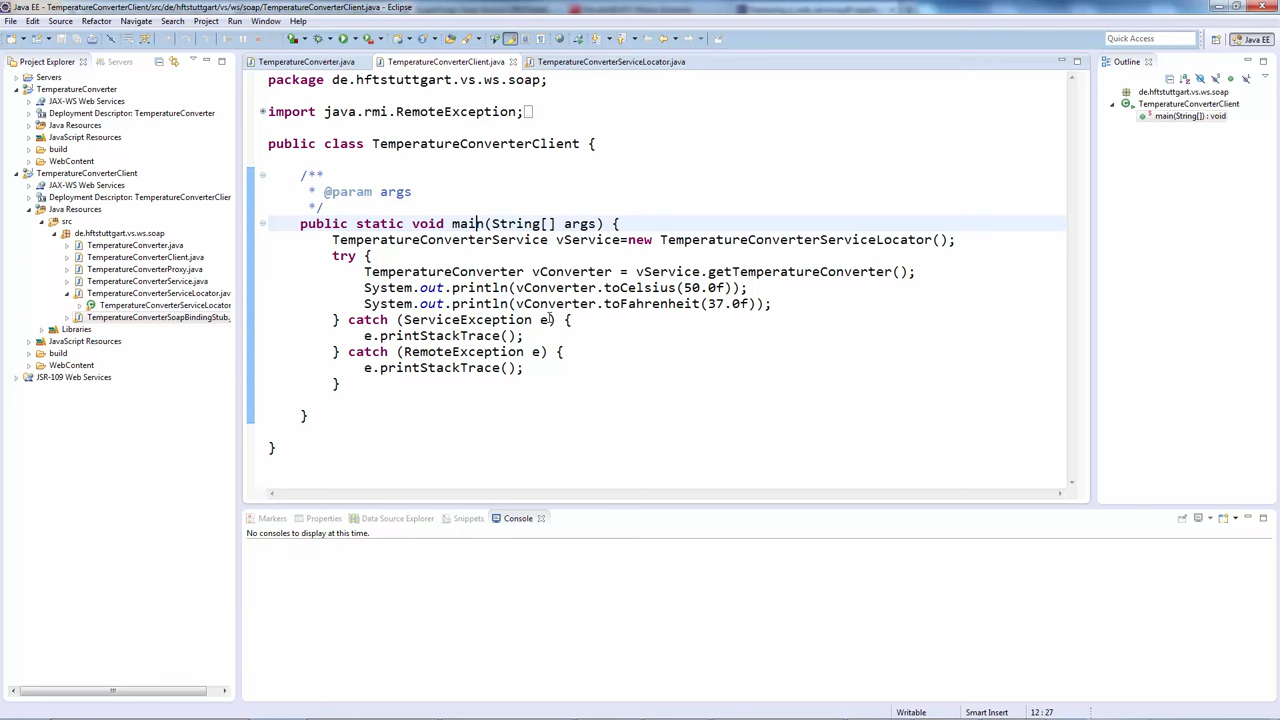 Java EE - TemperatureConverterClient/src/de/hftstuttgart/vs/ws/soap/TemperatureConverterClient.java - Eclipse
File Edit Source Refactor Navigate Search Project Run Window Help
Quick Access
Java EE
Project Explorer
Servers
TemperatureConverter.java
TemperatureConverterClient.java
TemperatureConverterServiceLocator.java
Outline
Servers
TemperatureConverter
JAX-WS Web Services
Deployment Descriptor: TemperatureConverter
Java Resources
JavaScript Resources
build
WebContent
TemperatureConverterClient
JAX-WS Web Services
Deployment Descriptor: TemperatureConverterClier
Java Resources
src
de.hftstuttgart.vs.ws.soap
TemperatureConverter.java
TemperatureConverterClient.java
TemperatureConverterProxy.java
TemperatureConverterService.java
TemperatureConverterServiceLocator.jav
TemperatureConverterServiceLocator
TemperatureConverterSoapBindingStub.
Libraries
JavaScript Resources
build
WebContent
JSR-109 Web Services
package de.hftstuttgart.vs.ws.soap;
import java.rmi.RemoteException;
public class TemperatureConverterClient {
/**
* @param args
*/
public static void main(String[] args) {
TemperatureConverterService vService=new TemperatureConverterServiceLocator();
try {
TemperatureConverter vConverter = vService.getTemperatureConverter();
System.out.println(vConverter.toCelsius(50.0f));
System.out.println(vConverter.toFahrenheit(37.0f));
} catch (ServiceException e) {
e.printStackTrace();
} catch (RemoteException e) {
e.printStackTrace();
}
}
}
de.hftstuttgart.vs.ws.soap
TemperatureConverterClient
main(String[]) : void
Markers
Properties
Data Source Explorer
Snippets
Console
No consoles to display at this time.
Writable
Smart Insert
12 : 27